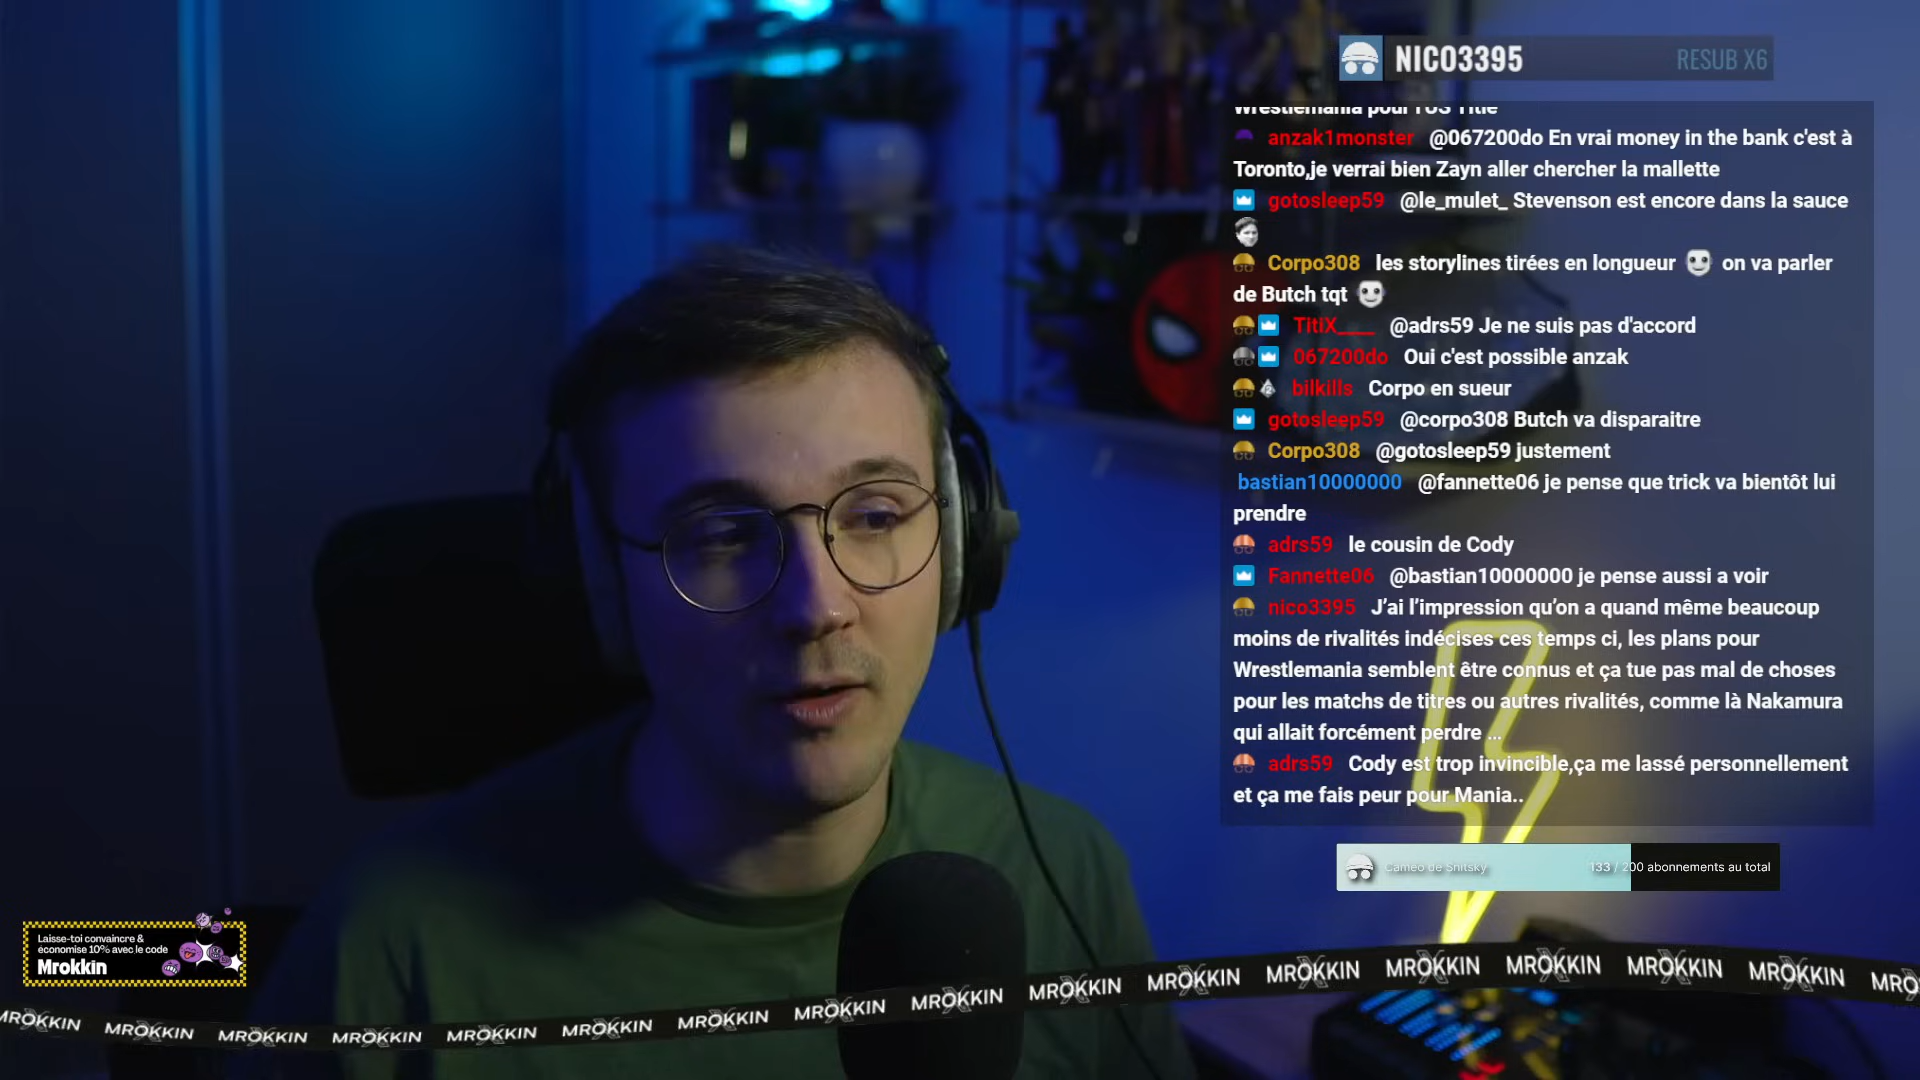 NICO3395 RESUB X6
Wrestlemania pour l'US Title
anzak1monster @067200do En vrai money in the bank c'est à
Toronto,je verrai bien Zayn aller chercher la mallette
gotosleep59 @le_mulet_ Stevenson est encore dans la sauce
Corpo308 les storylines tirées en longueur on va parler
de Butch tqt
TitiX____ @adrs59 Je ne suis pas d'accord
067200do Oui c'est possible anzak
bilkills Corpo en sueur
gotosleep59 @corpo308 Butch va disparaitre
Corpo308 @gotosleep59 justement
bastian10000000 @fannette06 je pense que trick va bientôt lui
prendre
adrs59 le cousin de Cody
Fannette06 @bastian10000000 je pense aussi a voir
nico3395 J’ai l’impression qu’on a quand même beaucoup
moins de rivalités indécises ces temps ci, les plans pour
Wrestlemania semblent être connus et ça tue pas mal de choses
pour les matchs de titres ou autres rivalités, comme là Nakamura
qui allait forcément perdre …
adrs59 Cody est trop invincible,ça me lassé personnellement
et ça me fais peur pour Mania..
Caméo de Snitsky 133 / 200 abonnements au total
Laisse-toi convaincre &
économise 10% avec le code
Mrokkin
MROKKIN MROKKIN MROKKIN MROKKIN MROKKIN MROKKIN MROKKIN MROKKIN MROKKIN MROKKIN MROKKIN MROKKIN MROKKIN MROKKIN MROKKIN MROKKIN MRO